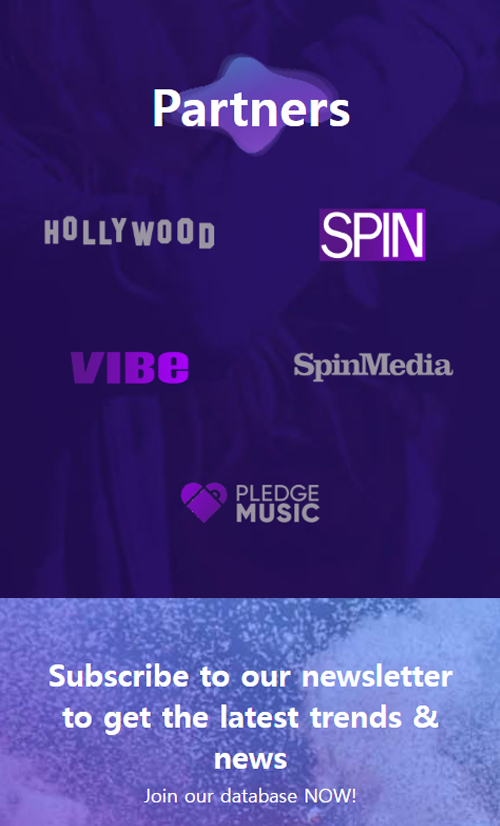 Partners
HOLLYWOOD
SPIN
VIBE
SpinMedia
PLEDGE
MUSIC
Subscribe to our newsletter
to get the latest trends &
news
Join our database NOW!